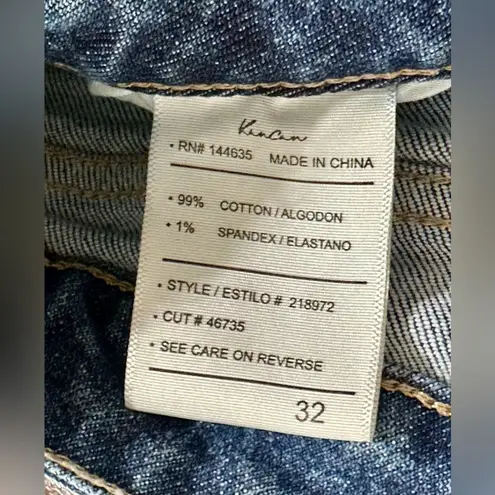 KanCan
• RN# 144635 MADE IN CHINA
• 99% COTTON / ALGODON
• 1% SPANDEX / ELASTANO
• STYLE / ESTILO # 218972
• CUT # 46735
• SEE CARE ON REVERSE
32